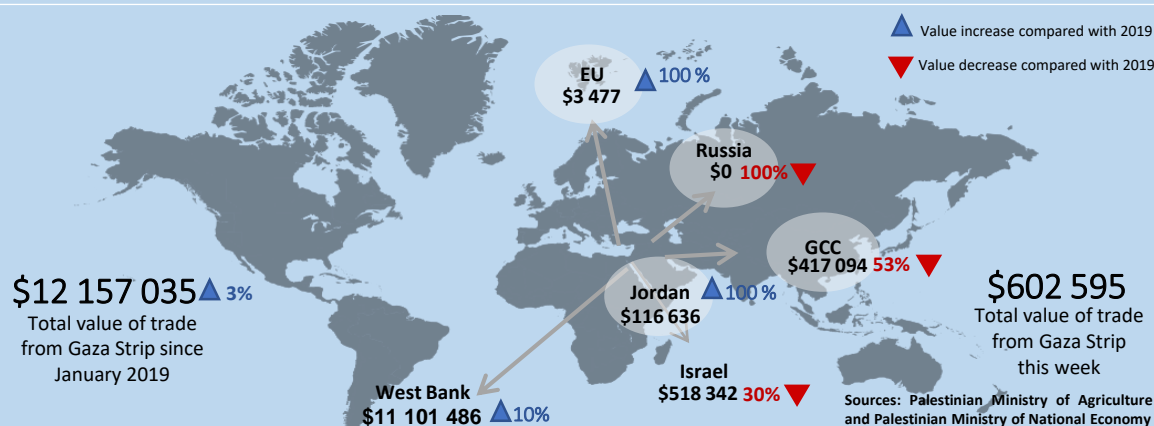 Value increase compared with 2019
Value decrease compared with 2019
EU
$3 477
100 %
Russia
$0 100%
GCC
$417 094 53%
Jordan
$116 636
100 %
$12 157 035 3%
Total value of trade
from Gaza Strip since
January 2019
$602 595
Total value of trade
from Gaza Strip
this week
Israel
$518 342 30%
West Bank
$11 101 486 10%
Sources: Palestinian Ministry of Agriculture
and Palestinian Ministry of National Economy